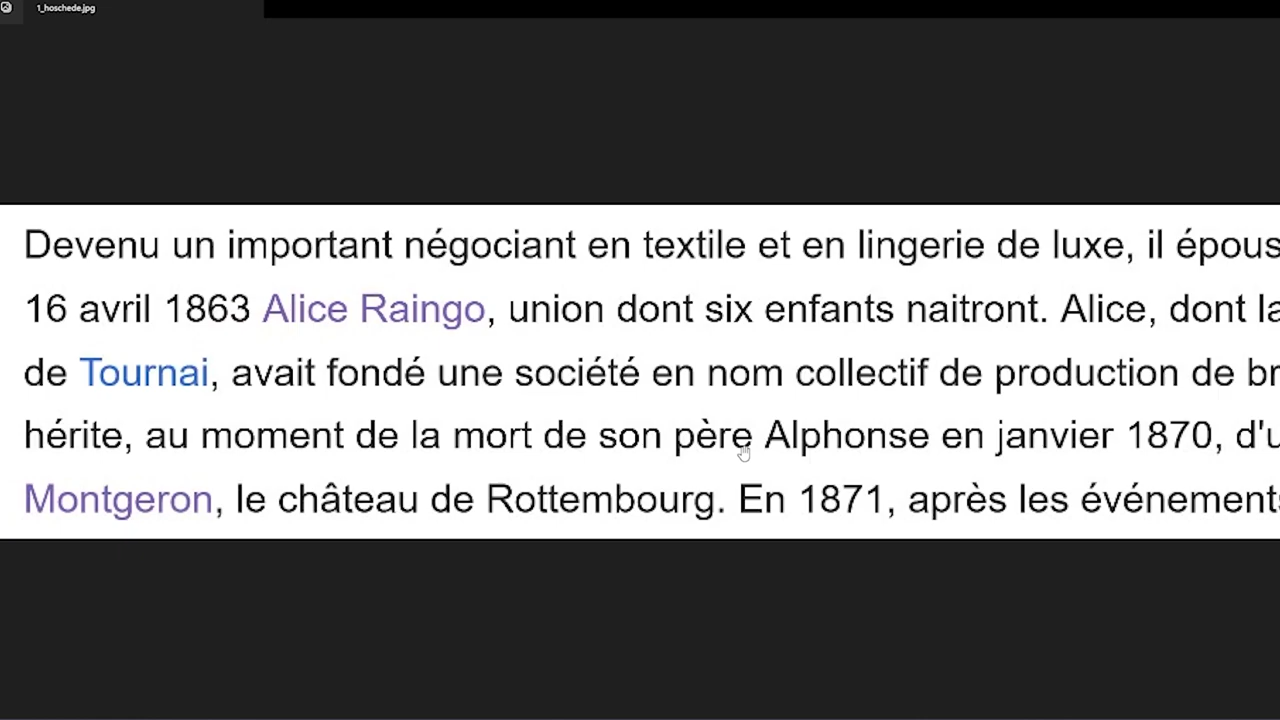 1_hoschede.jpg
Devenu un important négociant en textile et en lingerie de luxe, il épous
16 avril 1863 Alice Raingo, union dont six enfants naitront. Alice, dont la
de Tournai, avait fondé une société en nom collectif de production de br
hérite, au moment de la mort de son père Alphonse en janvier 1870, d'u
Montgeron, le château de Rottembourg. En 1871, après les événements